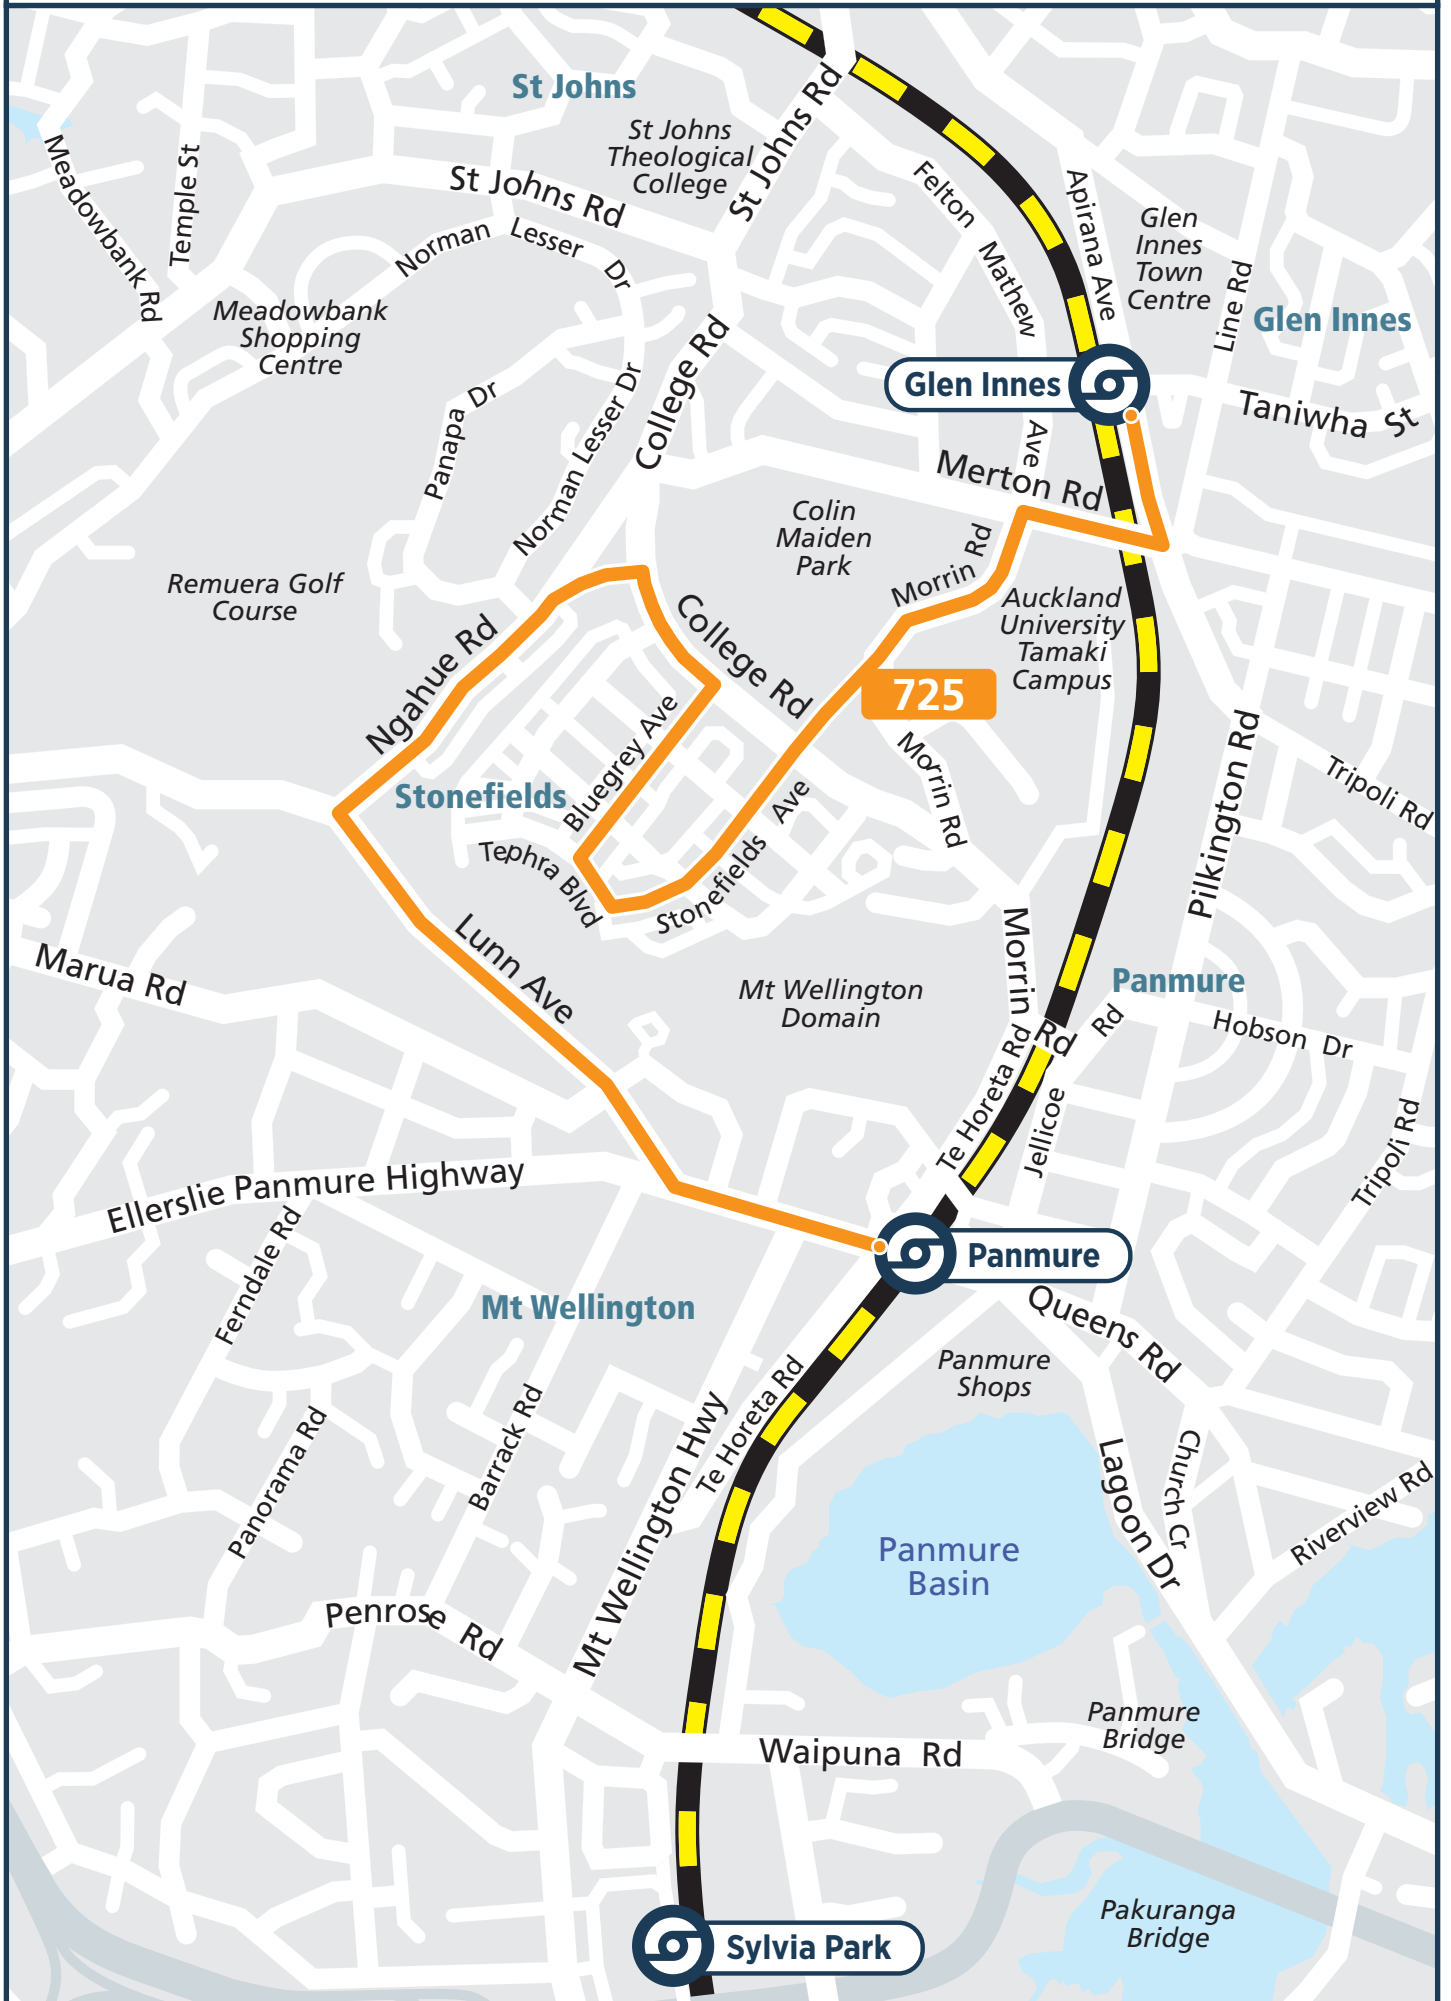 St Johns
St Johns
Theological
College
St Johns Rd
St Johns Rd
Meadowbank Rd
Temple St
Norman Lesser Dr
Felton Mathew
Ave
Apirana Ave
Glen
Innes
Town
Centre
Line Rd
Glen Innes
Meadowbank
Shopping
Centre
Glen Innes
Taniwha St
College Rd
Panapa Dr
Norman Lesser Dr
Merton Rd
Colin
Maiden
Park
Morrin Rd
Remuera Golf
Course
Auckland
University
Tamaki
Campus
College Rd
Ngahue Rd
725
Bluegrey Ave
Stonefields
Morrin Rd
Pilkington Rd
Tripoli Rd
Tephra Blvd
Stonefields Ave
Lunn Ave
Marua Rd
Mt Wellington
Domain
Morrin Rd
Panmure
Jellicoe Rd
Hobson Dr
Te Horeta Rd
Tripoli Rd
Ellerslie Panmure Highway
Ferndale Rd
Panmure
Mt Wellington
Queens Rd
Panmure
Shops
Te Horeta Rd
Barrack Rd
Panorama Rd
Mt Wellington Hwy
Lagoon Dr
Church Cr
Riverview Rd
Panmure
Basin
Penrose Rd
Panmure
Bridge
Waipuna Rd
Pakuranga
Bridge
Sylvia Park